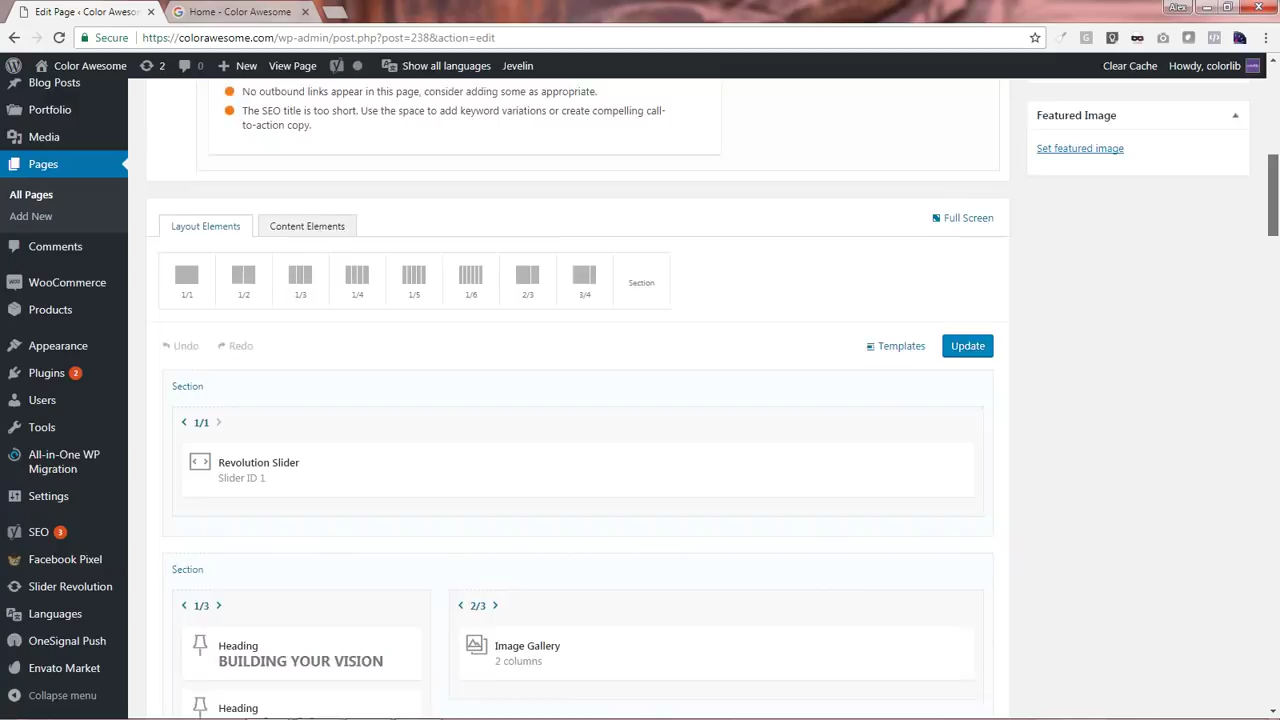 Alex
Edit Page ‹ Color Awesom
Home - Color Awesome
Secure
https://colorawesome.com/wp-admin/post.php?post=238&action=edit
Color Awesome
2
0
New
View Page
Show all languages
Javelin
Clear Cache
Howdy, colorlib
Blog Posts
Portfolio
Media
Pages
All Pages
Add New
Comments
WooCommerce
Products
Appearance
Plugins 2
Users
Tools
All-in-One WP
Migration
Settings
SEO 3
Facebook Pixel
Slider Revolution
Languages
OneSignal Push
Envato Market
Collapse menu
No outbound links appear in this page, consider adding some as appropriate.
The SEO title is too short. Use the space to add keyword variations or create compelling call-
to-action copy.
Featured Image
Set featured image
Layout Elements
Content Elements
Full Screen
1/1
1/2
1/3
1/4
1/5
1/6
2/3
3/4
Section
Undo
Redo
Templates
Update
Section
1/1
Revolution Slider
Slider ID 1
Section
1/3
Heading
BUILDING YOUR VISION
Heading
2/3
Image Gallery
2 columns